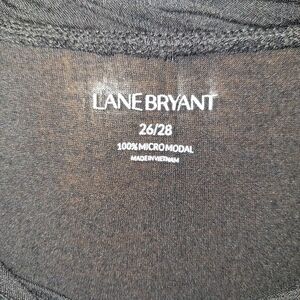 LANE BRYANT
26/28
100% MICRO MODAL
MADE IN VIETNAM